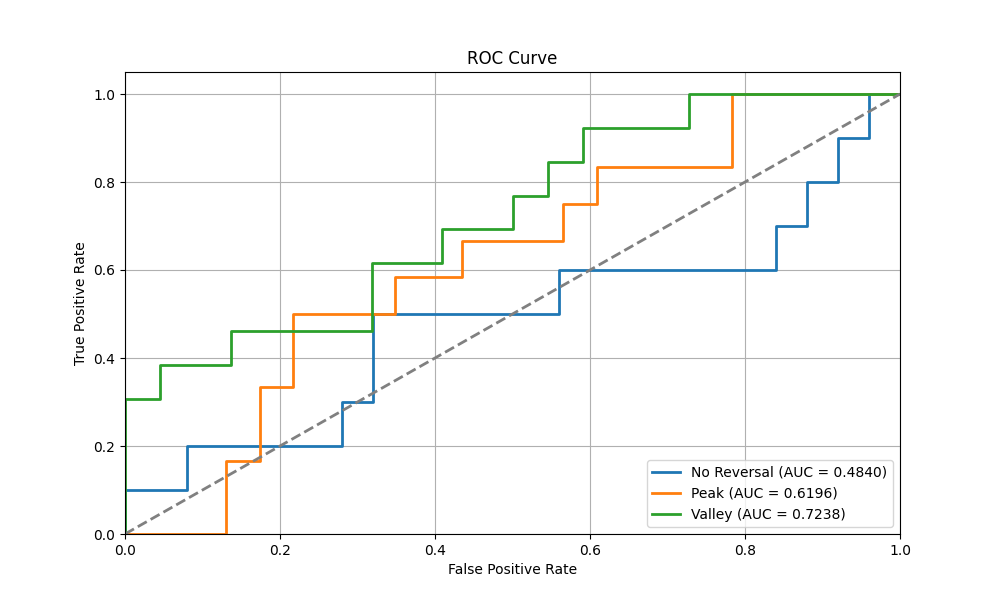 ROC Curve
True Positive Rate
1.0
0.8
0.6
0.4
0.2
0.0
0.0 0.2 0.4 0.6 0.8 1.0
False Positive Rate
No Reversal (AUC = 0.4840)
Peak (AUC = 0.6196)
Valley (AUC = 0.7238)